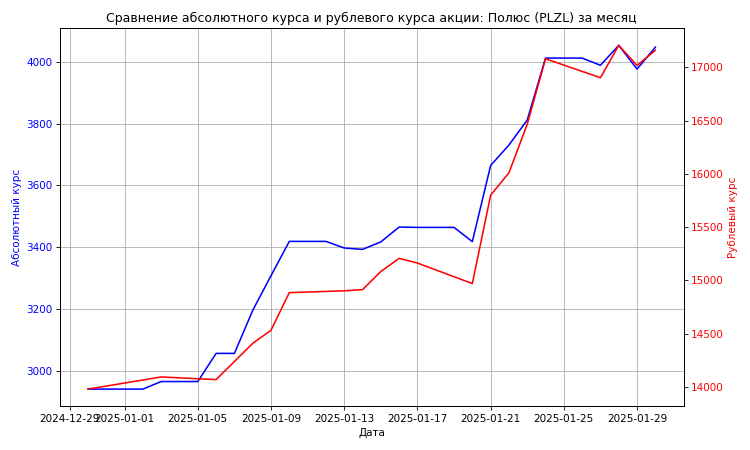 Сравнение абсолютного курса и рублевого курса акции: Полюс (PLZL) за месяц
4000
3800
3600
3400
3200
3000
Абсолютный курс
17000
16500
16000
15500
15000
14500
14000
Рублевый курс
2024-12-29 2025-01-01 2025-01-05 2025-01-09 2025-01-13 2025-01-17 2025-01-21 2025-01-25 2025-01-29
Дата